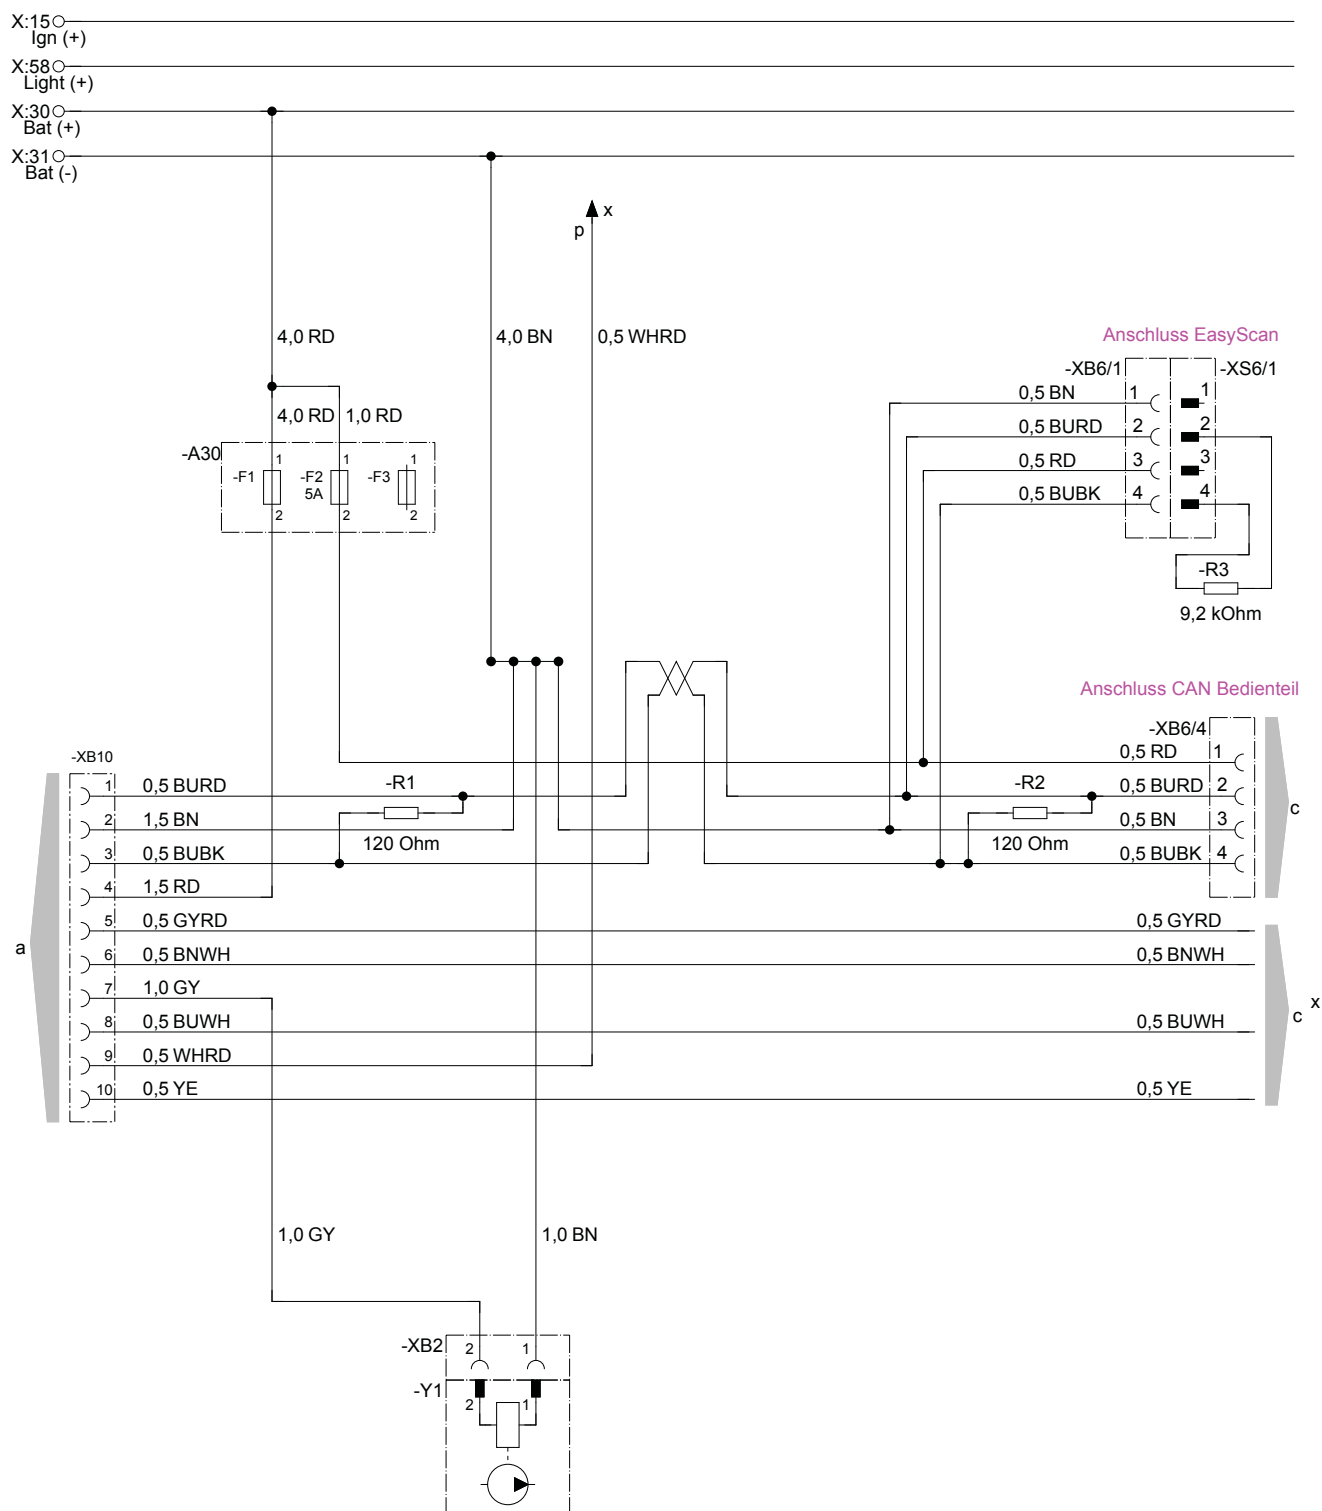 X:15
Ign (+)
X:58
Light (+)
X:30
Bat (+)
X:31
Bat (-)
x
p
4,0 RD
4,0 BN
0,5 WHRD
Anschluss EasyScan
-XB6/1
-XS6/1
0,5 BN
1
1
0,5 BURD
2
2
0,5 RD
3
3
0,5 BUBK
4
4
-R3
9,2 kOhm
4,0 RD
1,0 RD
-A30
1
1
1
-F1
-F2
5A
-F3
2
2
2
Anschluss CAN Bedienteil
-XB6/4
0,5 RD
1
0,5 BURD
2
0,5 BN
3
0,5 BUBK
4
-R2
120 Ohm
c
-XB10
-R1
120 Ohm
1
0,5 BURD
2
1,5 BN
3
0,5 BUBK
4
1,5 RD
5
0,5 GYRD
0,5 GYRD
6
0,5 BNWH
0,5 BNWH
a
7
1,0 GY
8
0,5 BUWH
0,5 BUWH
c
x
9
0,5 WHRD
10
0,5 YE
0,5 YE
1,0 GY
1,0 BN
-XB2
2
1
-Y1
2
1